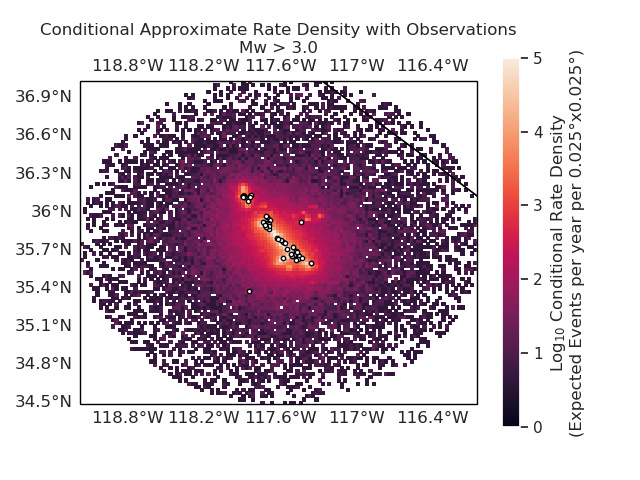 Conditional Approximate Rate Density with Observations
Mw > 3.0
118.8°W 118.2°W 117.6°W 117°W 116.4°W
36.9°N
36.6°N
36.3°N
36°N
35.7°N
35.4°N
35.1°N
34.8°N
34.5°N
118.8°W 118.2°W 117.6°W 117°W 116.4°W
5
4
3
2
1
0
Log₁₀ Conditional Rate Density
(Expected Events per year per 0.025°x0.025°)